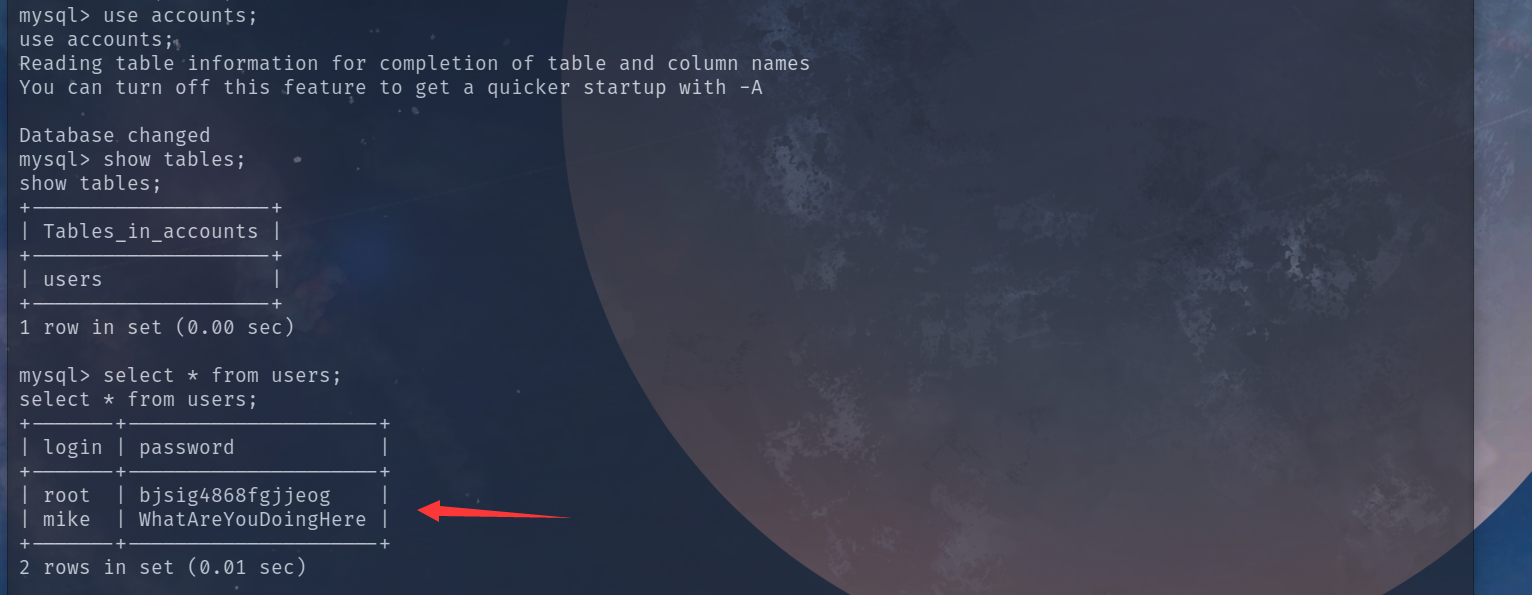 mysql> use accounts;
use accounts;
Reading table information for completion of table and column names
You can turn off this feature to get a quicker startup with -A
Database changed
mysql> show tables;
show tables;
+--------------------+
| Tables_in_accounts |
+--------------------+
| users              |
+--------------------+
1 row in set (0.00 sec)
mysql> select * from users;
select * from users;
+-------+---------------------+
| login | password            |
+-------+---------------------+
| root  | bjsig4868fgjjeog    |
| mike  | WhatAreYouDoingHere |
+-------+---------------------+
2 rows in set (0.01 sec)